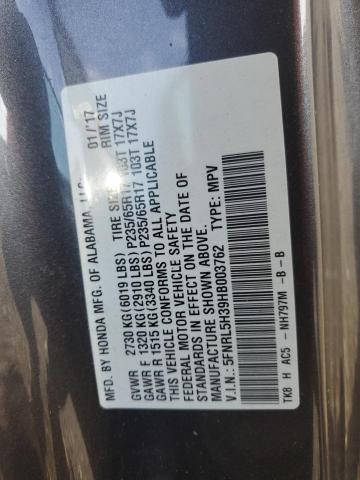 MFD. BY HONDA MFG. OF ALABAMA, LLC. 01/'17
TIRE SIZE RIM SIZE
GVWR 2730 KG (6019 LBS)
GAWR F 1320 KG (2910 LBS) P235/65R17 103T 17X7J
GAWR R 1515 KG (3340 LBS) P235/65R17 103T 17X7J
THIS VEHICLE CONFORMS TO ALL APPLICABLE
FEDERAL MOTOR VEHICLE SAFETY
STANDARDS IN EFFECT ON THE DATE OF
MANUFACTURE SHOWN ABOVE.
V.I.N.: 5FNRL5H39HB003762 TYPE: MPV
TK8 H AC5 - NH797M -B -B